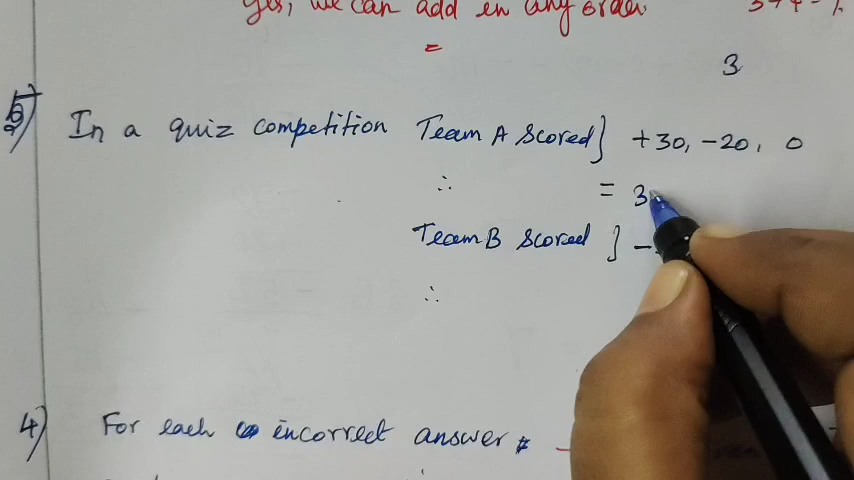 Yes, we can add in any order
=
3
5) In a quiz competition Team A Scored } +30, -20, 0
∴ = 3
Team B Scored } -
∴
4) For each incorrect answer